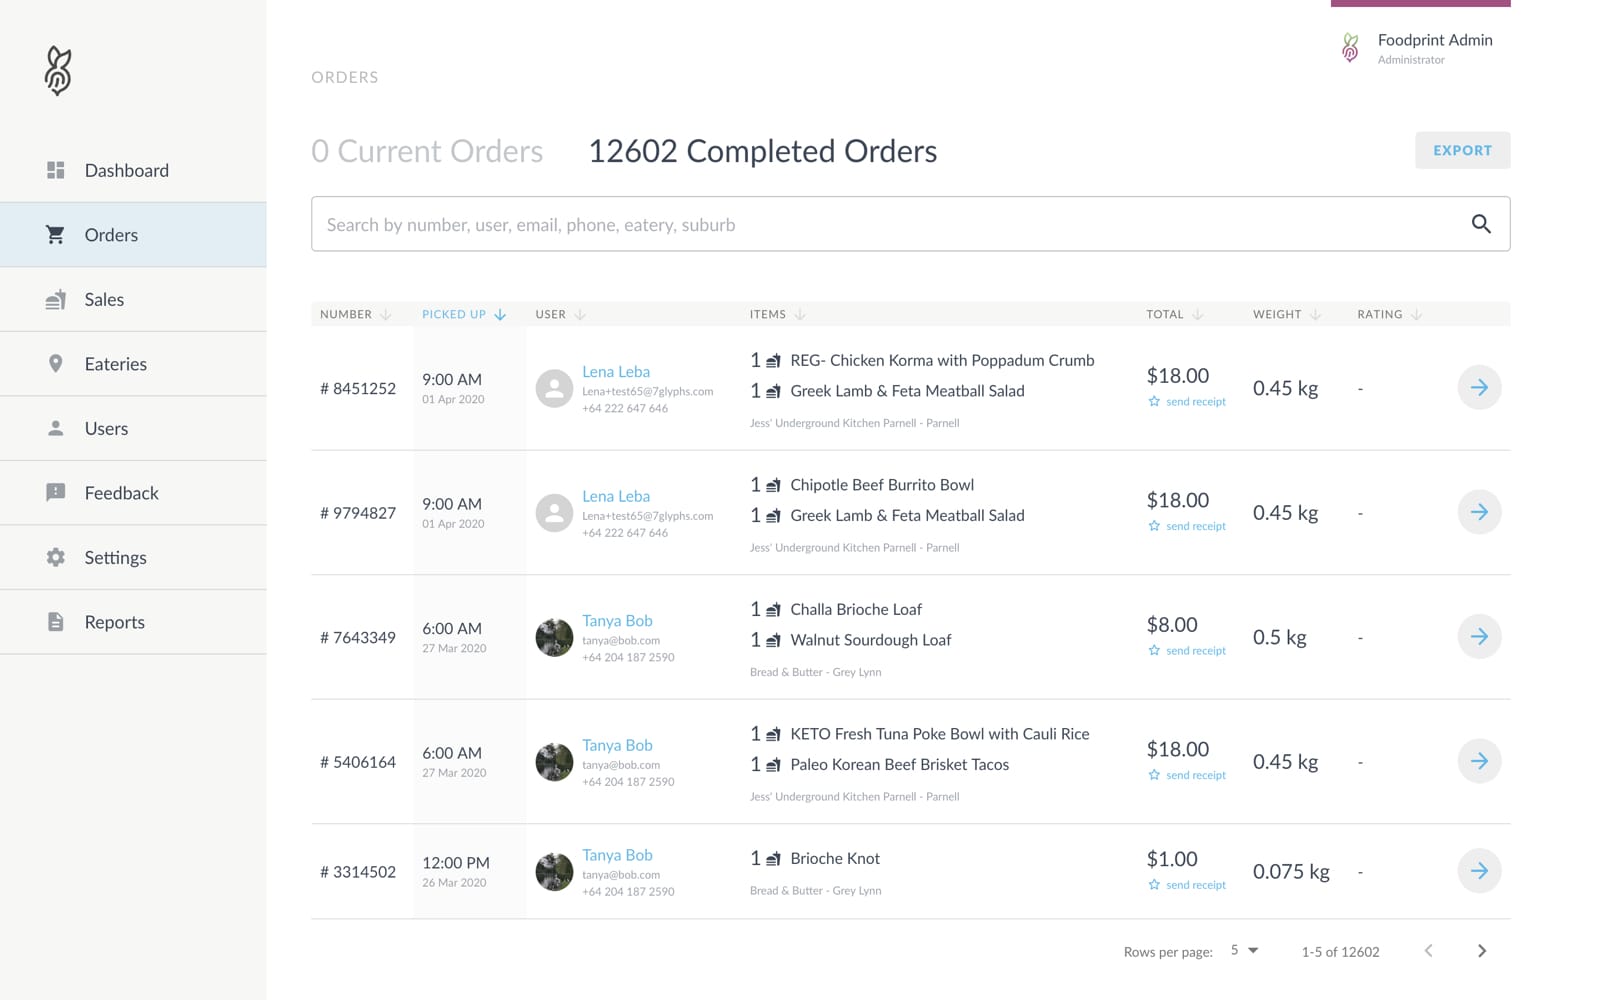 Foodprint Admin
Administrator
ORDERS
0 Current Orders
12602 Completed Orders
EXPORT
Search by number, user, email, phone, eatery, suburb
Dashboard
Orders
Sales
Eateries
Users
Feedback
Settings
Reports
NUMBER PICKED UP USER ITEMS TOTAL WEIGHT RATING
# 8451252
9:00 AM
01 Apr 2020
Lena Leba
Lena+test65@7glyphs.com
+64 222 647 646
1 REG- Chicken Korma with Poppadum Crumb
1 Greek Lamb & Feta Meatball Salad
Jess' Underground Kitchen Parnell - Parnell
$18.00
send receipt
0.45 kg
-
# 9794827
9:00 AM
01 Apr 2020
Lena Leba
Lena+test65@7glyphs.com
+64 222 647 646
1 Chipotle Beef Burrito Bowl
1 Greek Lamb & Feta Meatball Salad
Jess' Underground Kitchen Parnell - Parnell
$18.00
send receipt
0.45 kg
-
# 7643349
6:00 AM
27 Mar 2020
Tanya Bob
tanya@bob.com
+64 204 187 2590
1 Challa Brioche Loaf
1 Walnut Sourdough Loaf
Bread & Butter - Grey Lynn
$8.00
send receipt
0.5 kg
-
# 5406164
6:00 AM
27 Mar 2020
Tanya Bob
tanya@bob.com
+64 204 187 2590
1 KETO Fresh Tuna Poke Bowl with Cauli Rice
1 Paleo Korean Beef Brisket Tacos
Jess' Underground Kitchen Parnell - Parnell
$18.00
send receipt
0.45 kg
-
# 3314502
12:00 PM
26 Mar 2020
Tanya Bob
tanya@bob.com
+64 204 187 2590
1 Brioche Knot
Bread & Butter - Grey Lynn
$1.00
send receipt
0.075 kg
-
Rows per page: 5 1-5 of 12602